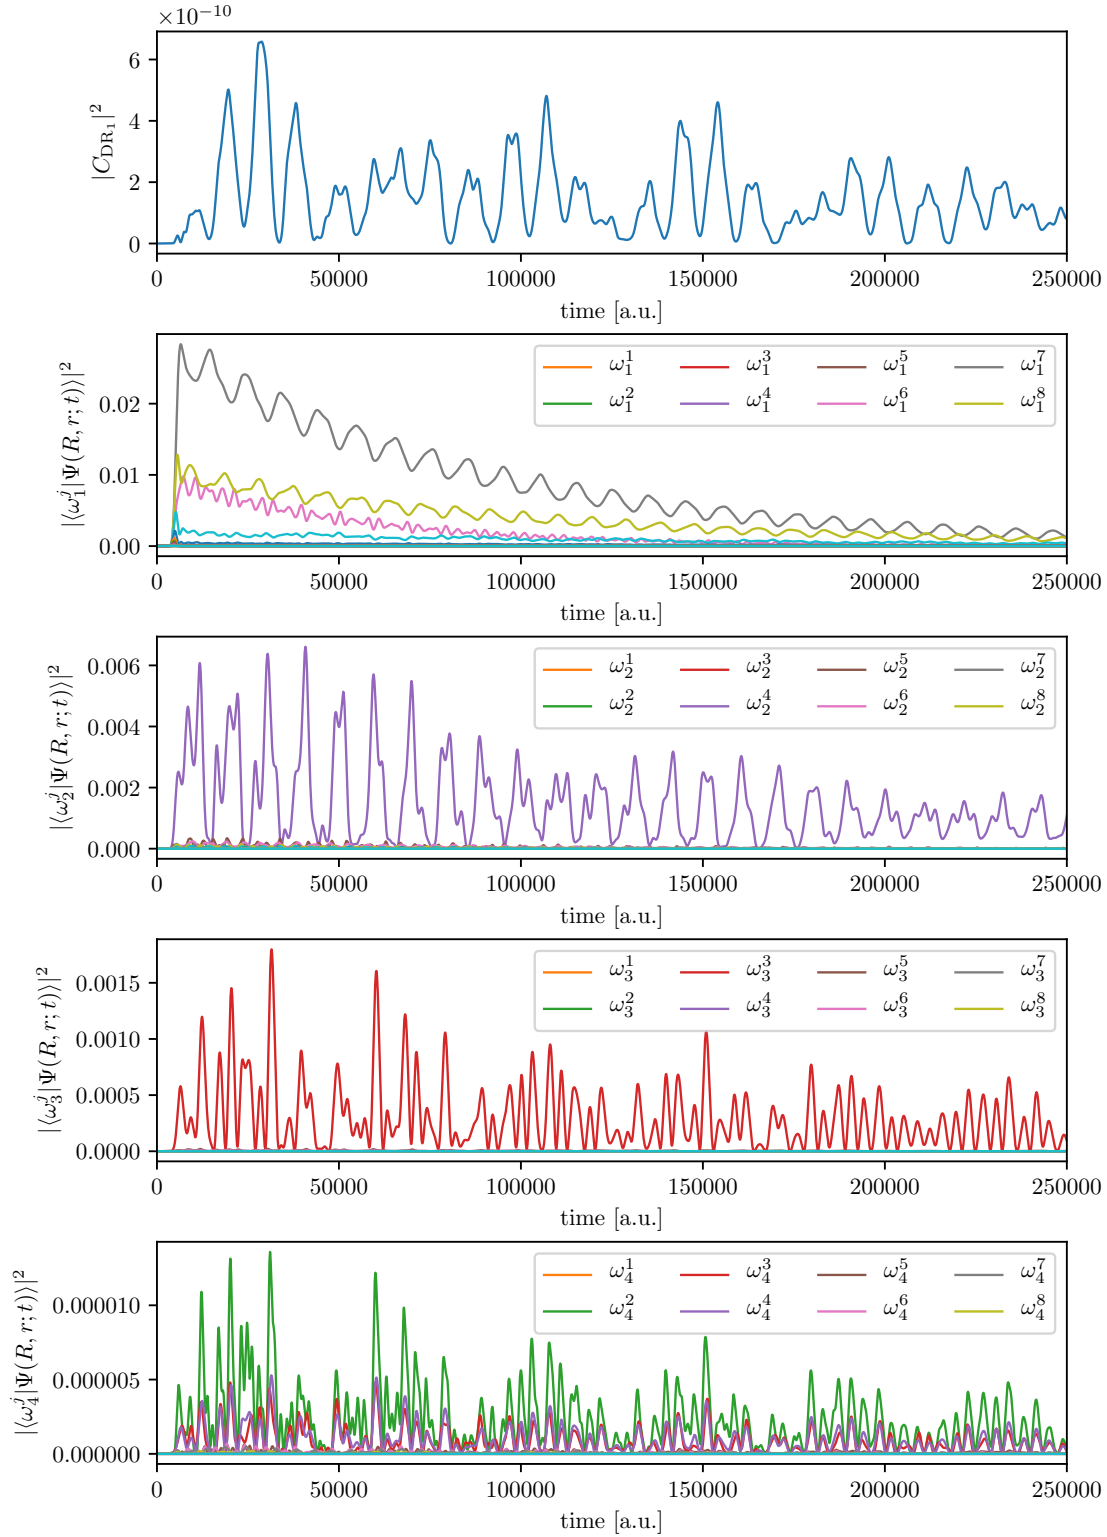 ×10⁻¹⁰
|C_DR₁|²
6
4
2
0
0 50000 100000 150000 200000 250000
time [a.u.]
|⟨ω₁ʲ|Ψ(R, r; t)⟩|²
0.02
0.01
0.00
ω₁¹ ω₁³ ω₁⁵ ω₁⁷
ω₁² ω₁⁴ ω₁⁶ ω₁⁸
0 50000 100000 150000 200000 250000
time [a.u.]
|⟨ω₂ʲ|Ψ(R, r; t)⟩|²
0.006
0.004
0.002
0.000
ω₂¹ ω₂³ ω₂⁵ ω₂⁷
ω₂² ω₂⁴ ω₂⁶ ω₂⁸
0 50000 100000 150000 200000 250000
time [a.u.]
|⟨ω₃ʲ|Ψ(R, r; t)⟩|²
0.0015
0.0010
0.0005
0.0000
ω₃¹ ω₃³ ω₃⁵ ω₃⁷
ω₃² ω₃⁴ ω₃⁶ ω₃⁸
0 50000 100000 150000 200000 250000
time [a.u.]
|⟨ω₄ʲ|Ψ(R, r; t)⟩|²
0.000010
0.000005
0.000000
ω₄¹ ω₄³ ω₄⁵ ω₄⁷
ω₄² ω₄⁴ ω₄⁶ ω₄⁸
0 50000 100000 150000 200000 250000
time [a.u.]